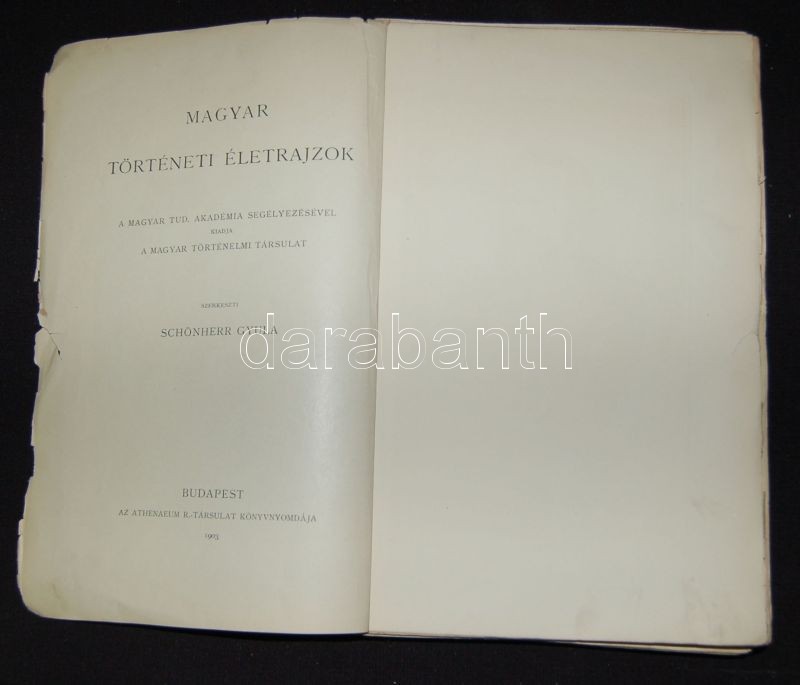 MAGYAR
TÖRTÉNETI ÉLETRAJZOK
A MAGYAR TUD. AKADÉMIA SEGÉLYEZÉSÉVEL
KIADJA
A MAGYAR TÖRTÉNELMI TÁRSULAT
SZERKESZTI
SCHÖNHERR GYULA
darabanth
BUDAPEST
AZ ATHENAEUM R.-TÁRSULAT KÖNYVNYOMDÁJA
1903